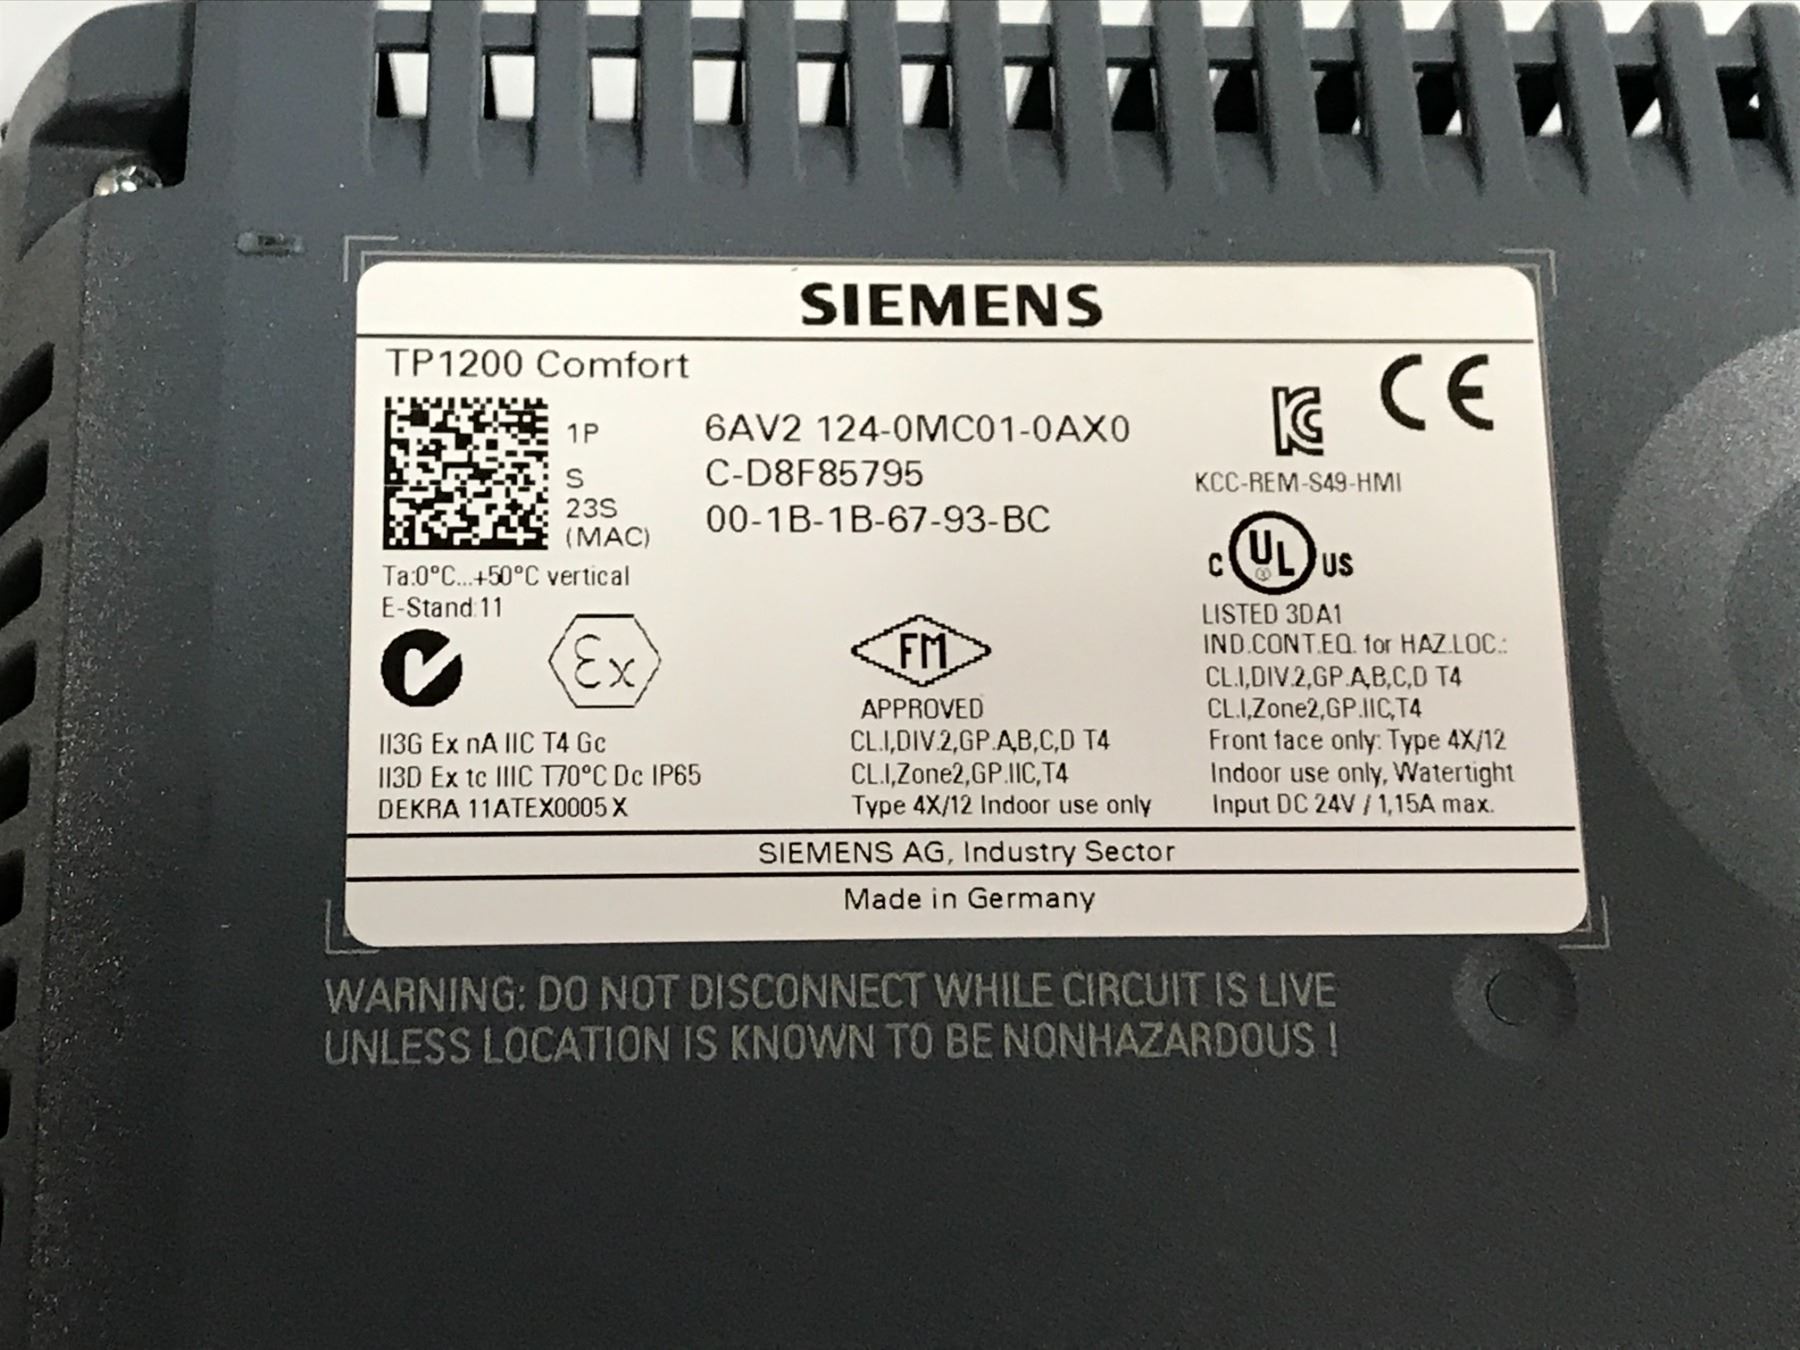 SIEMENS
TP1200 Comfort
1P 6AV2 124-0MC01-0AX0
S C-D8F85795
23S
(MAC) 00-1B-1B-67-93-BC
Ta:0°C...+50°C vertical
E-Stand:11
CE
KC
KCC-REM-S49-HMI
C UL US
LISTED 3DA1
IND.CONT.EQ. for HAZ.LOC.:
CL.I,DIV.2,GP.A,B,C,D T4
CL.I,Zone2,GP.IIC,T4
Front face only: Type 4X/12
Indoor use only, Watertight
Input DC 24V / 1,15A max.
Ex
II3G Ex nA IIC T4 Gc
II3D Ex tc IIIC T70°C Dc IP65
DEKRA 11ATEX0005 X
FM
APPROVED
CL.I,DIV.2,GP.A,B,C,D T4
CL.I,Zone2,GP.IIC,T4
Type 4X/12 Indoor use only
SIEMENS AG, Industry Sector
Made in Germany
WARNING: DO NOT DISCONNECT WHILE CIRCUIT IS LIVE
UNLESS LOCATION IS KNOWN TO BE NONHAZARDOUS !